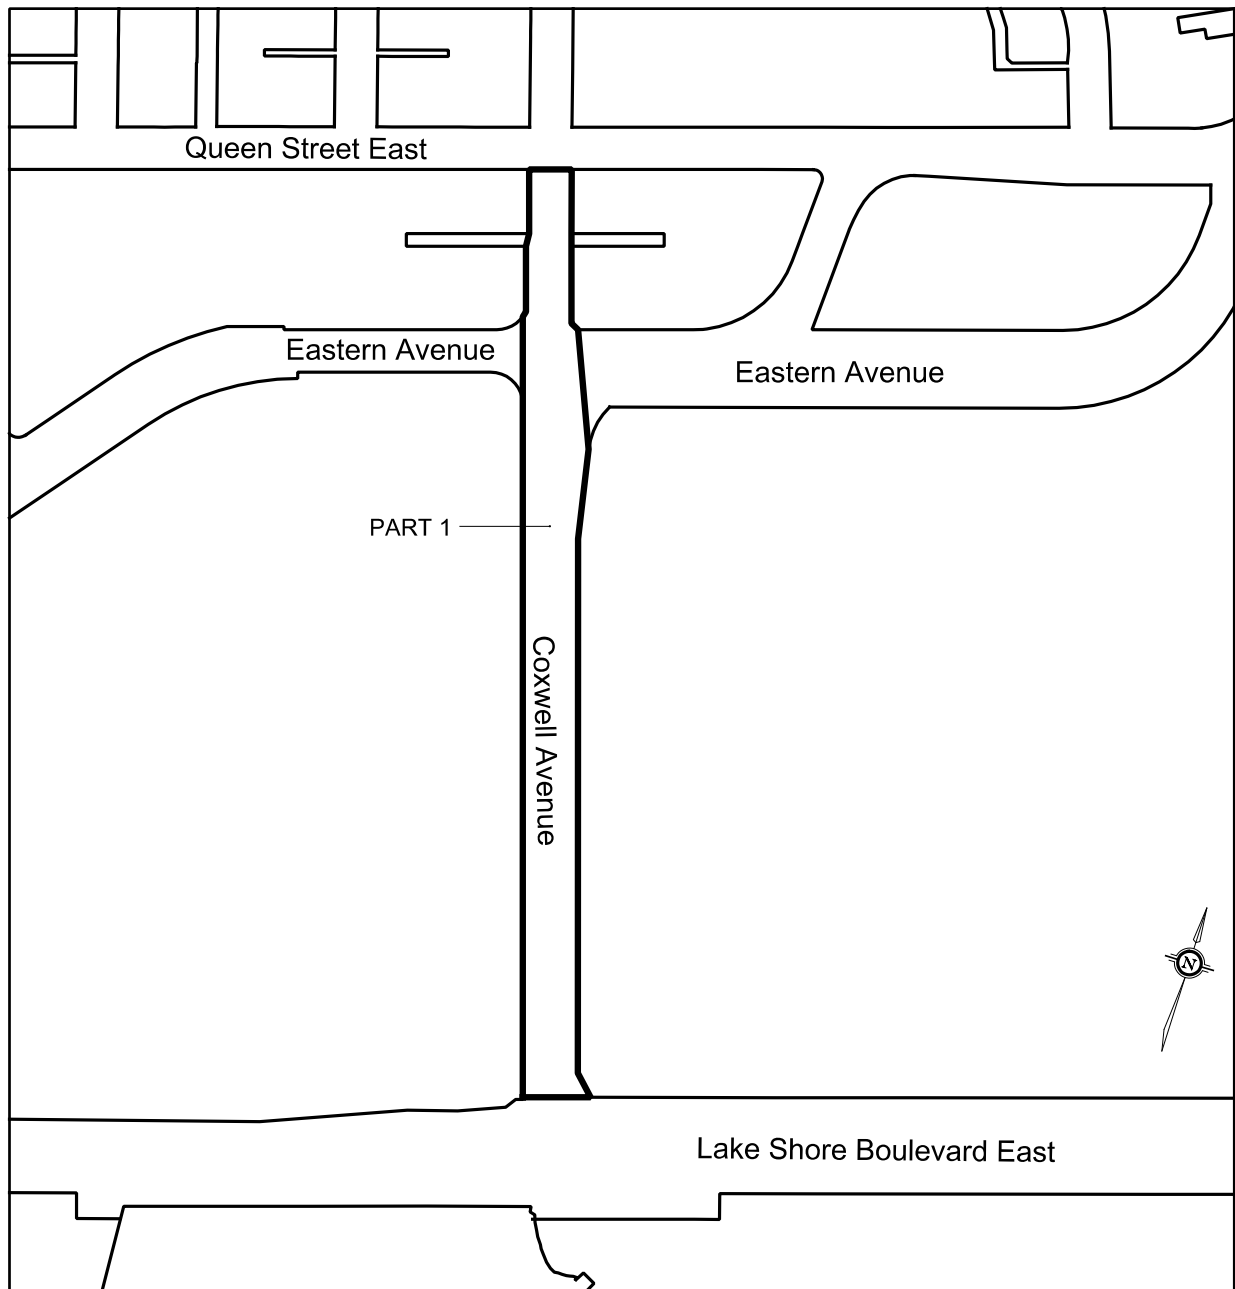 Queen Street East
Eastern Avenue
Eastern Avenue
PART 1
Coxwell Avenue
N
Lake Shore Boulevard East